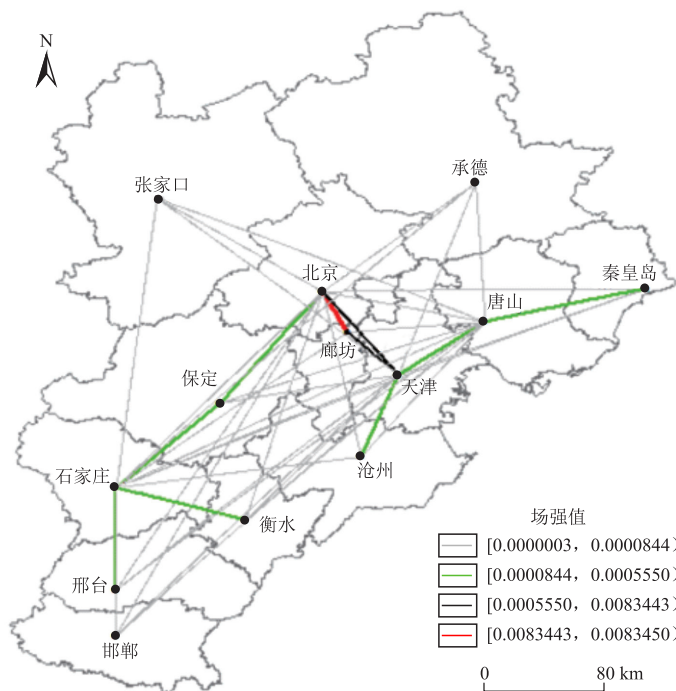 N
承德
张家口
北京
秦皇岛
唐山
廊坊
保定
天津
石家庄
沧州
衡水
场强值
[0.0000003，0.0000844）
[0.0000844，0.0005550）
邢台
[0.0005550，0.0083443）
[0.0083443，0.0083450）
邯郸
0 80 km